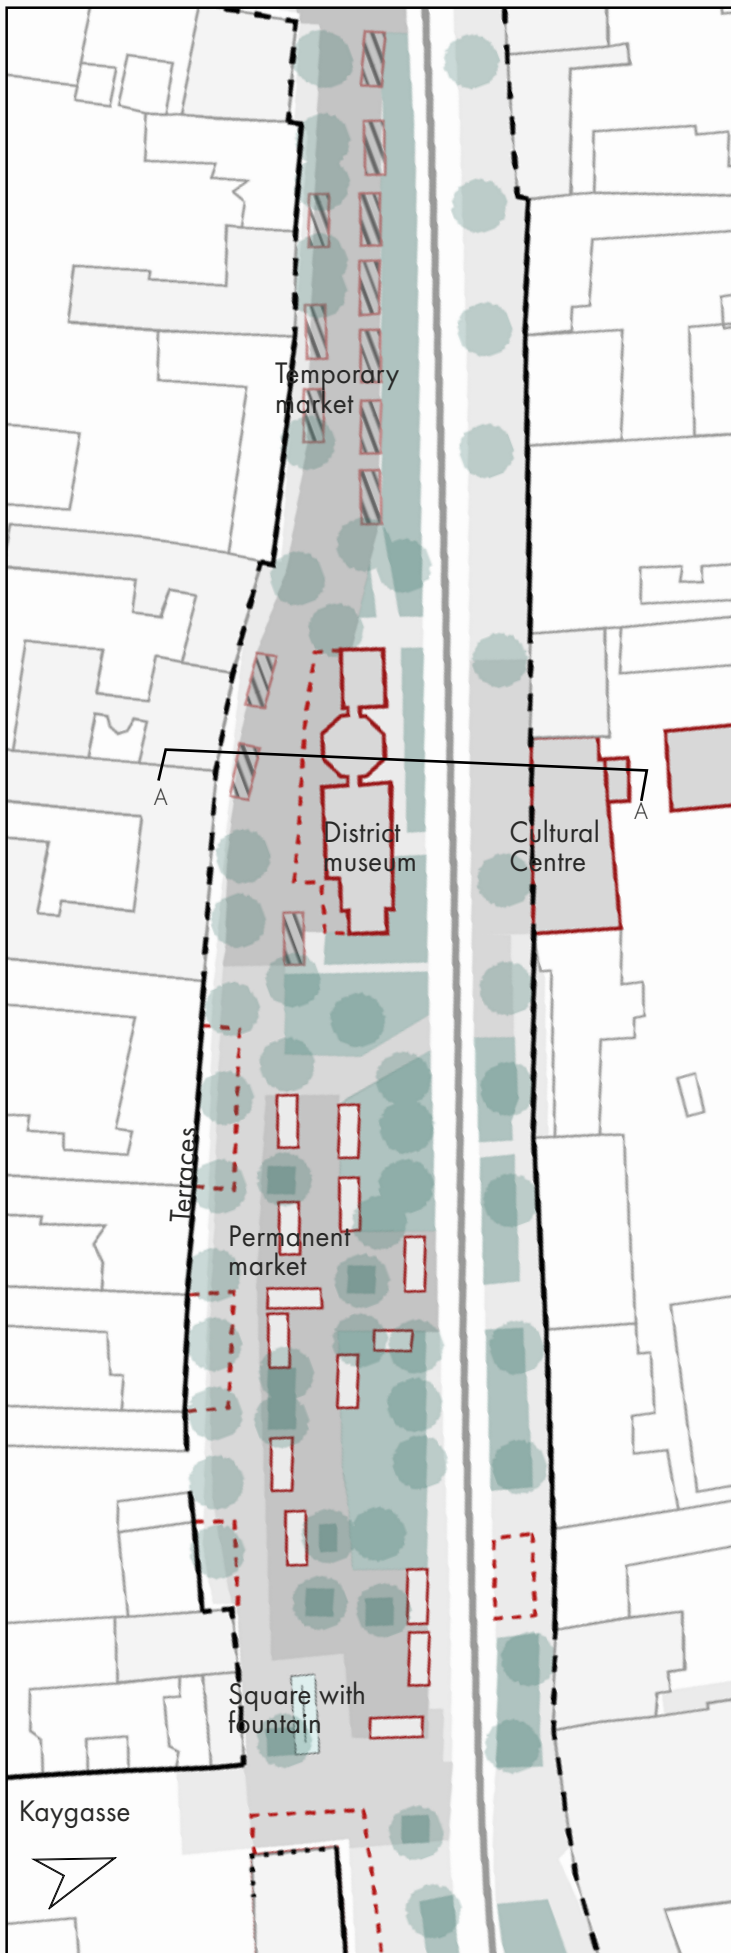 Temporary
market
A
A
District
museum
Cultural
Centre
Terraces
Permanent
market
Square with
fountain
Kaygasse